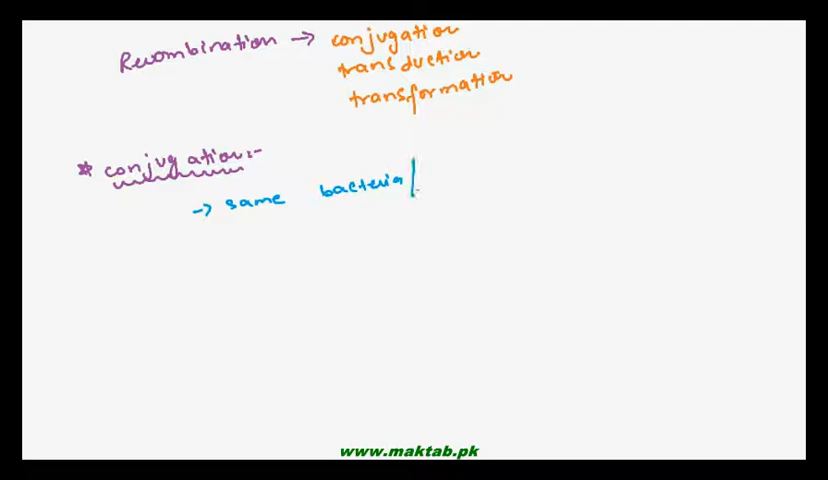 Recombination → conjugation
transduction
transformation
* conjugation:-
→ same bacteria |
www.maktab.pk